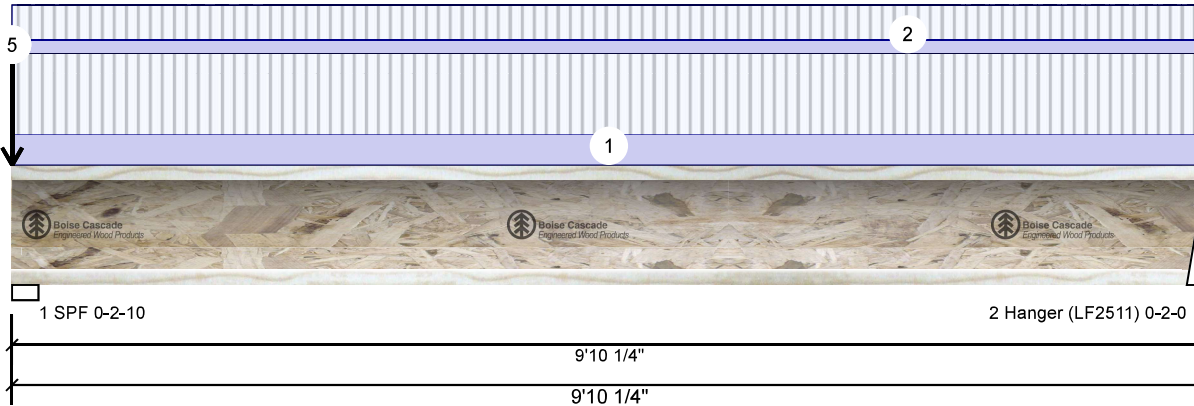 2
5
1
Boise Cascade
Engineered Wood Products
Boise Cascade
Engineered Wood Products
Boise Cascade
Engineered Wood Products
1 SPF 0-2-10
2 Hanger (LF2511) 0-2-0
9'10 1/4"
9'10 1/4"